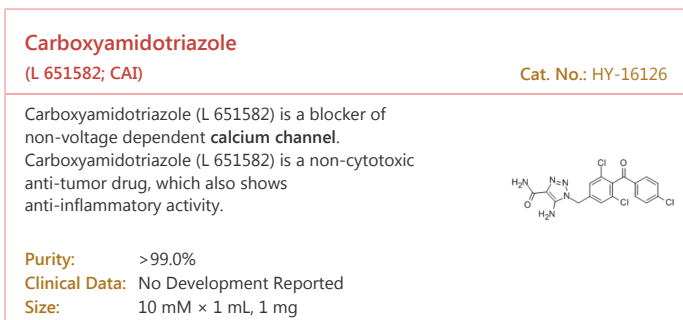 Carboxyamidotriazole
(L 651582; CAI)
Cat. No.: HY-16126
Carboxyamidotriazole (L 651582) is a blocker of
non-voltage dependent calcium channel.
Carboxyamidotriazole (L 651582) is a non-cytotoxic
anti-tumor drug, which also shows
anti-inflammatory activity.
Cl
O
H₂N
N=N
N
O
H₂N
Cl
Cl
Purity: >99.0%
Clinical Data: No Development Reported
Size: 10 mM × 1 mL, 1 mg